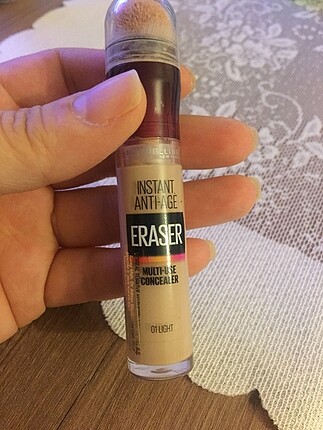 INSTANT
ANTI-AGE
ERASER
MULTI-USE
CONCEALER
01 LIGHT